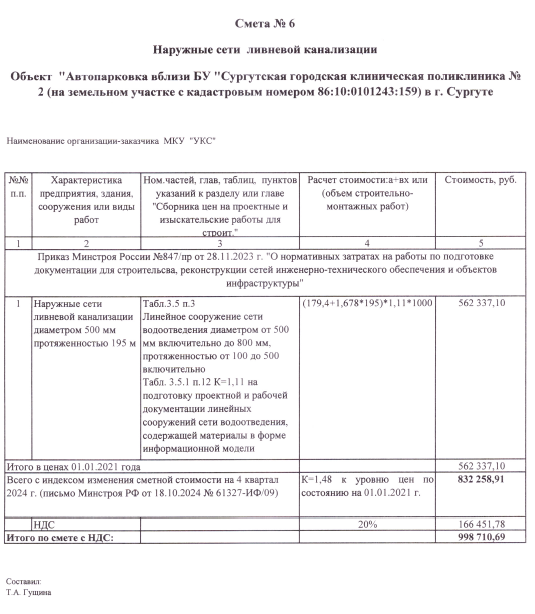 Смета № 6
Наружные сети ливневой канализации
Объект "Автопарковка вблизи БУ "Сургутская городская клиническая поликлиника №
2 (на земельном участке с кадастровым номером 86:10:0101243:159) в г. Сургуте
Наименование организации-заказчика МКУ "УКС"
№№
п.п.
Характеристика
предприятия, здания,
сооружения или виды
работ
Ном.частей, глав, таблиц, пунктов
указаний к разделу или главе
"Сборника цен на проектные и
изыскательские работы для
строит."
Расчет стоимости:а+вх или
(объем строительно-
монтажных работ)
Стоимость, руб.
1 2 3 4 5
Приказ Минстроя России №847/пр от 28.11.2023 г. "О нормативных затратах на работы по подготовке
документации для строительсва, реконструкции сетей инженерно-технического обеспечения и объектов
инфраструктуры"
1
Наружные сети
ливневой канализации
диаметром 500 мм
протяженностью 195 м
Табл.3.5 п.3
Линейное сооружение сети
водоотведения диаметром от 500
мм включительно до 800 мм,
протяженностью от 100 до 500
включительно
Табл. 3.5.1 п.12 К=1,11 на
подготовку проектной и рабочей
документации линейных
сооружений сети водоотведения,
содержащей материалы в форме
информационной модели
(179,4+1,678*195)*1,11*1000
562 337,10
Итого в ценах 01.01.2021 года 562 337,10
Всего с индексом изменения сметной стоимости на 4 квартал
2024 г. (письмо Минстроя РФ от 18.10.2024 № 61327-ИФ/09)
К=1,48 к уровню цен по
состоянию на 01.01.2021 г.
832 258,91
НДС 20% 166 451,78
Итого по смете с НДС: 998 710,69
Составил:
Т.А. Гущина